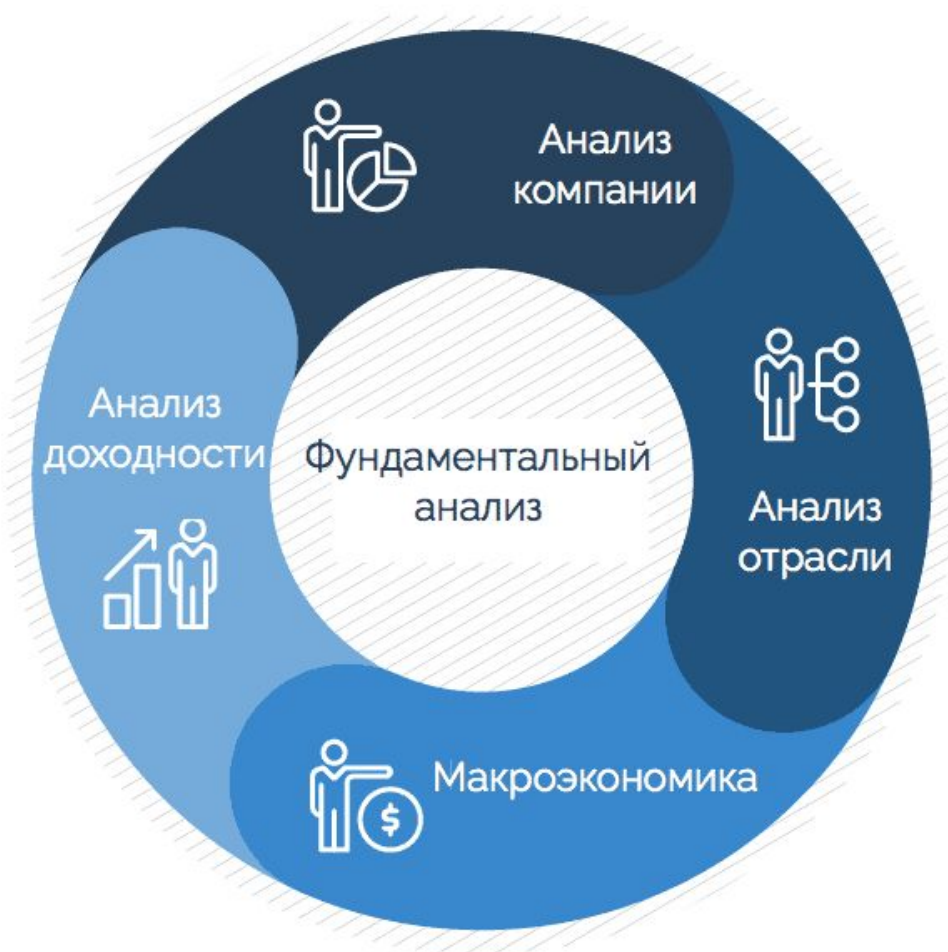 Анализ
компании
Анализ
отрасли
Макроэкономика
Анализ
доходности
Фундаментальный
анализ
$